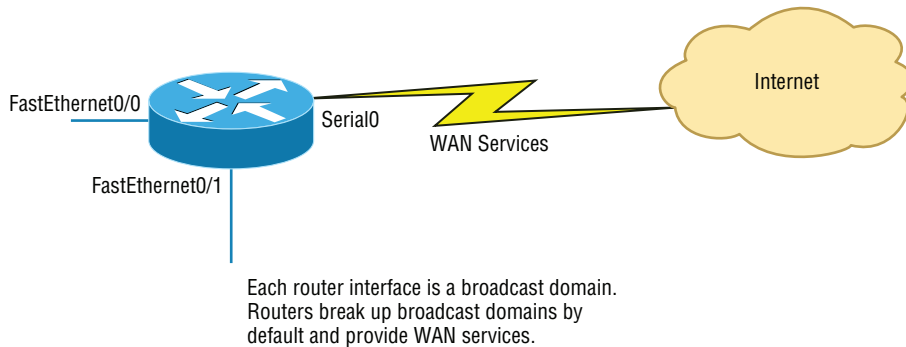 Internet
FastEthernet0/0
Serial0
WAN Services
FastEthernet0/1
Each router interface is a broadcast domain.
Routers break up broadcast domains by
default and provide WAN services.